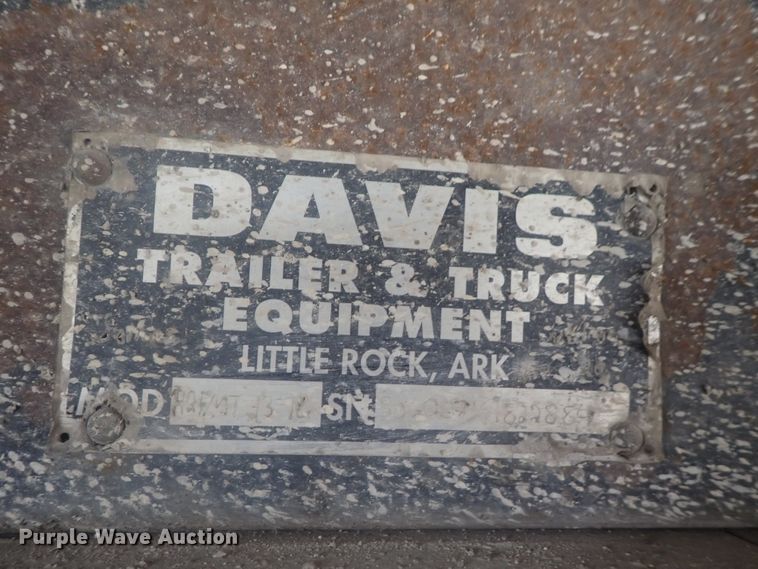 DAVIS
TRAILER & TRUCK
EQUIPMENT
LITTLE ROCK, ARK
MOD SN
Purple Wave Auction